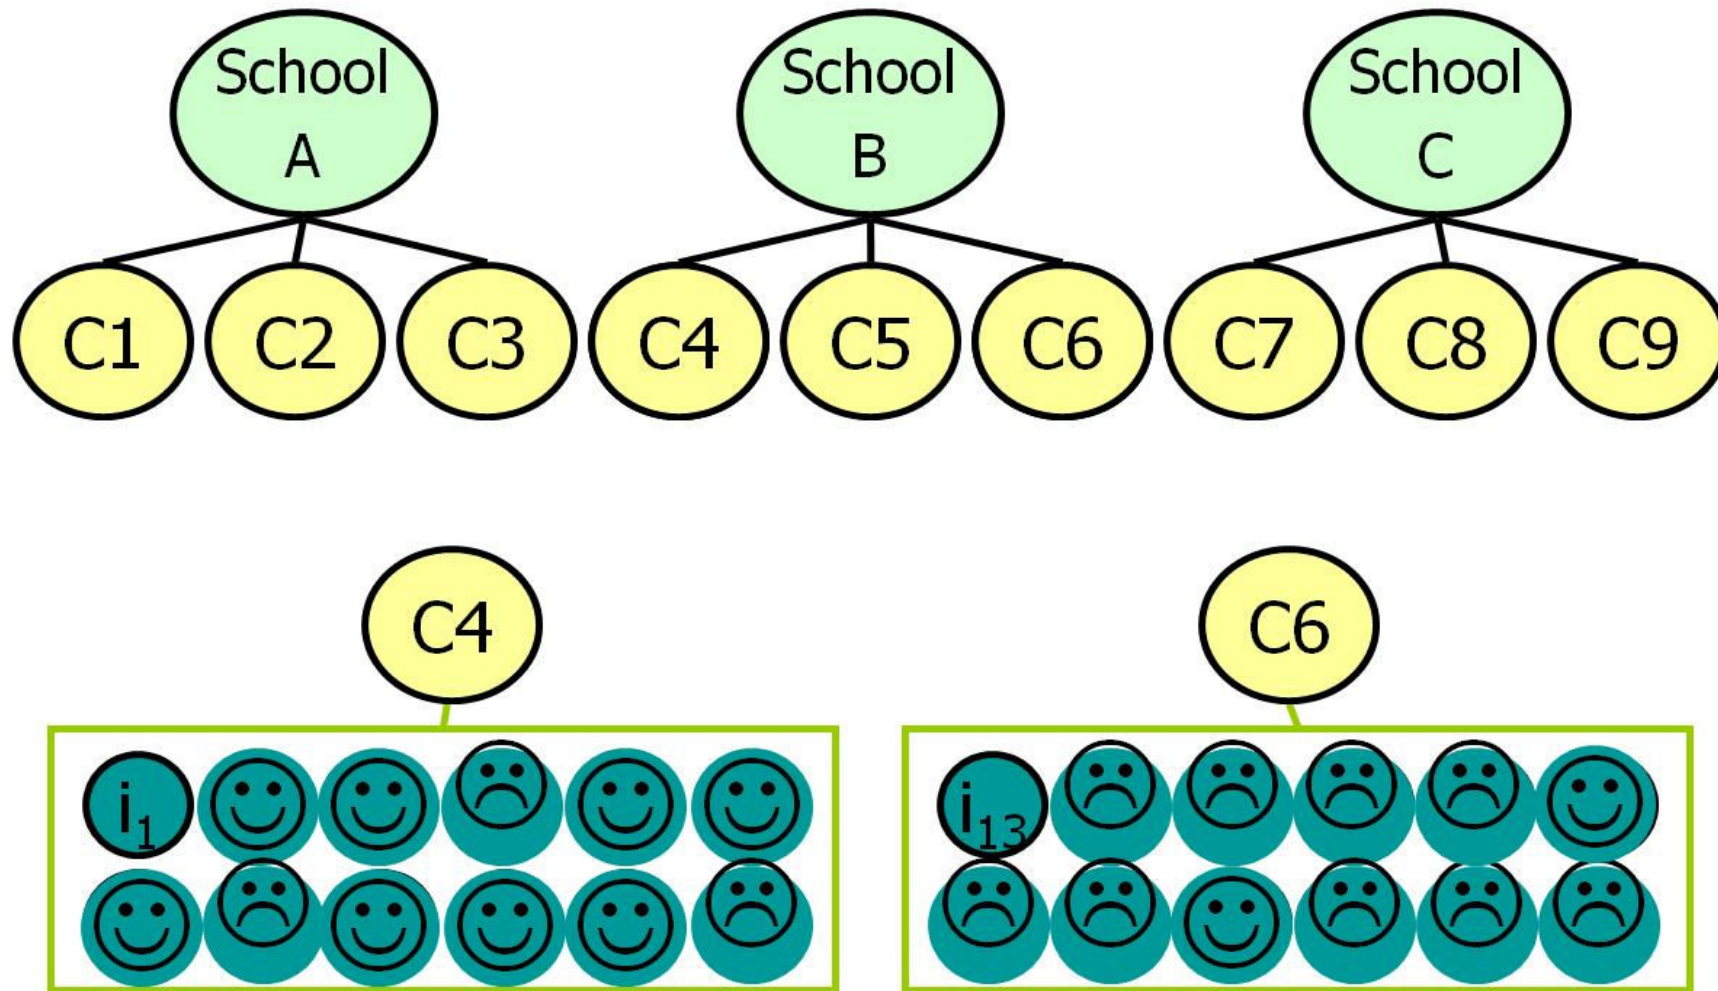 School
A
School
B
School
C
C1 C2 C3 C4 C5 C6 C7 C8 C9
C4
C6
i₁
i₁₃